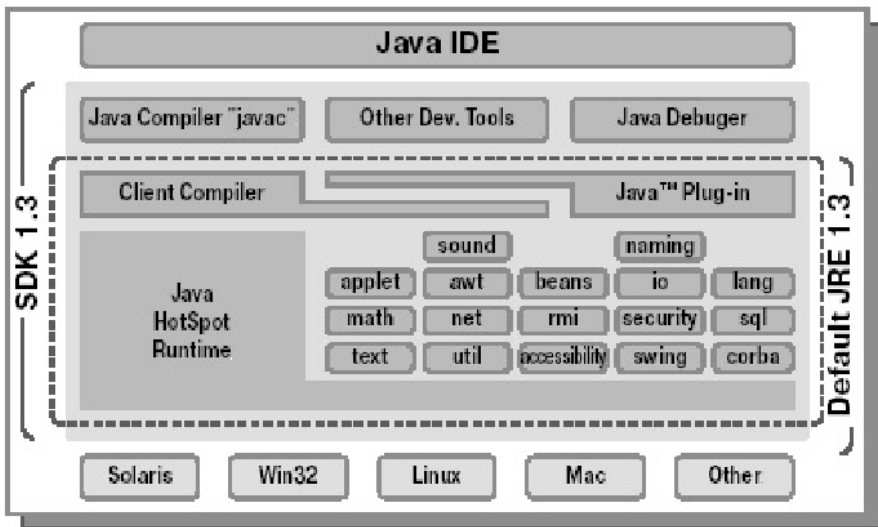 Java IDE
Java Compiler "javac"
Other Dev. Tools
Java Debuger
Client Compiler
Java™ Plug-in
SDK 1.3
Default JRE 1.3
Java
HotSpot
Runtime
sound
naming
applet
awt
beans
io
lang
math
net
rmi
security
sql
text
util
accessibility
swing
corba
Solaris
Win32
Linux
Mac
Other